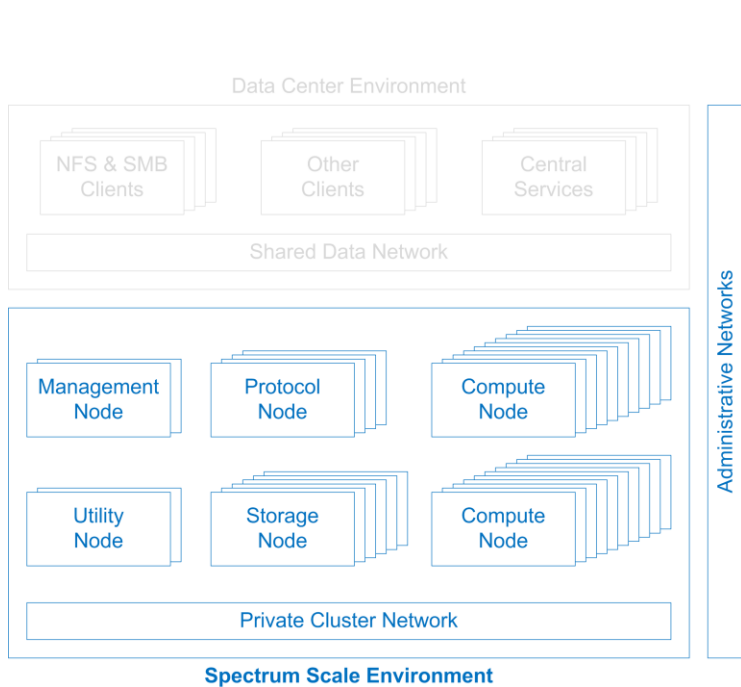 Data Center Environment
NFS & SMB
Clients
Other
Clients
Central
Services
Shared Data Network
Management
Node
Protocol
Node
Compute
Node
Utility
Node
Storage
Node
Compute
Node
Private Cluster Network
Spectrum Scale Environment
Administrative Networks